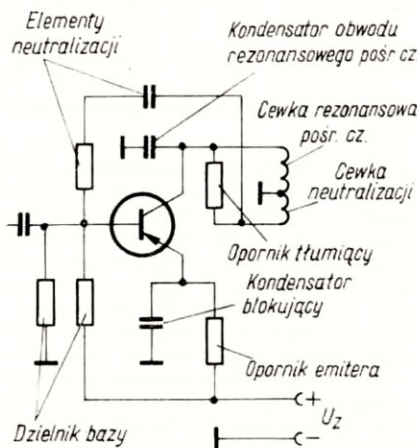 Elementy
neutralizacji
Kondensator obwodu
rezonansowego pośr. cz.
Cewka rezonansowa
pośr. cz.
Cewka
neutralizacji
Opornik tłumiący
Kondensator
blokujący
Opornik emitera
+
U_z
−
Dzielnik bazy